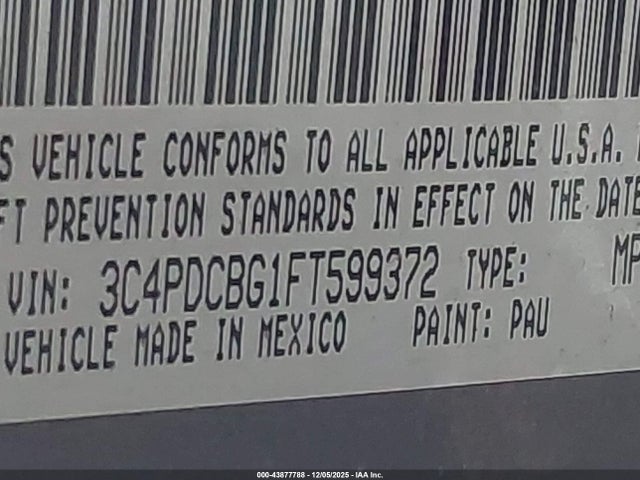 S VEHICLE CONFORMS TO ALL APPLICABLE U.S.A.
FT PREVENTION STANDARDS IN EFFECT ON THE DATE
VIN: 3C4PDCBG1FT599372 TYPE: MP
VEHICLE MADE IN MEXICO PAINT: PAU
000-43877788 - 12/05/2025 - IAA Inc.